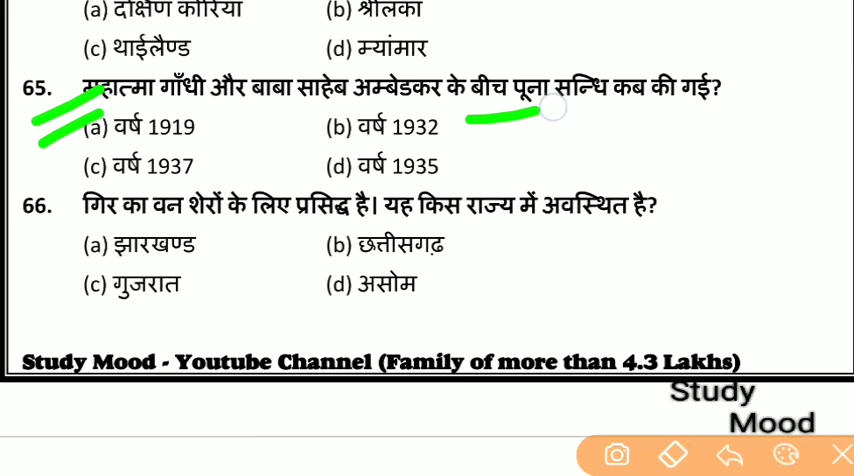 (a) दक्षिण कोरिया (b) श्रीलंका
(c) थाईलैण्ड (d) म्यांमार
65. महात्मा गाँधी और बाबा साहेब अम्बेडकर के बीच पूना सन्धि कब की गई?
(a) वर्ष 1919 (b) वर्ष 1932
(c) वर्ष 1937 (d) वर्ष 1935
66. गिर का वन शेरों के लिए प्रसिद्ध है। यह किस राज्य में अवस्थित है?
(a) झारखण्ड (b) छत्तीसगढ़
(c) गुजरात (d) असोम
Study Mood - Youtube Channel (Family of more than 4.3 Lakhs)
Study
Mood